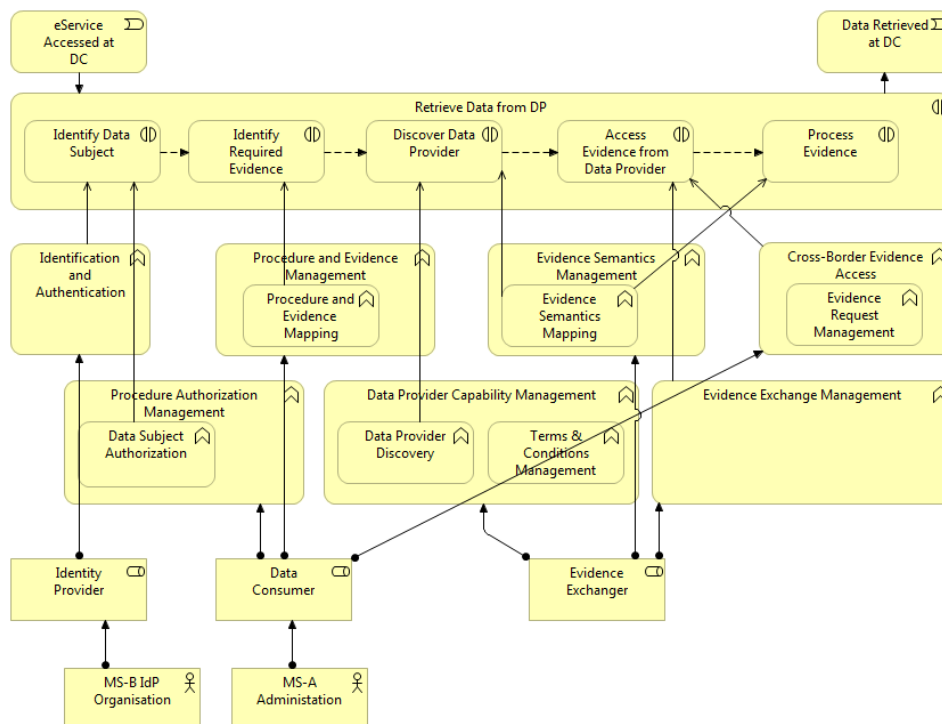 eService
Accessed at
DC
Data Retrieved
at DC
Retrieve Data from DP
Identify Data
Subject
Identify
Required
Evidence
Discover Data
Provider
Access
Evidence from
Data Provider
Process
Evidence
Identification
and
Authentication
Procedure and Evidence
Management
Procedure and
Evidence
Mapping
Evidence Semantics
Management
Evidence
Semantics
Mapping
Cross-Border Evidence
Access
Evidence
Request
Management
Procedure Authorization
Management
Data Subject
Authorization
Data Provider Capability Management
Data Provider
Discovery
Terms &
Conditions
Management
Evidence Exchange Management
Identity
Provider
Data
Consumer
Evidence
Exchanger
MS-B IdP
Organisation
MS-A
Administation